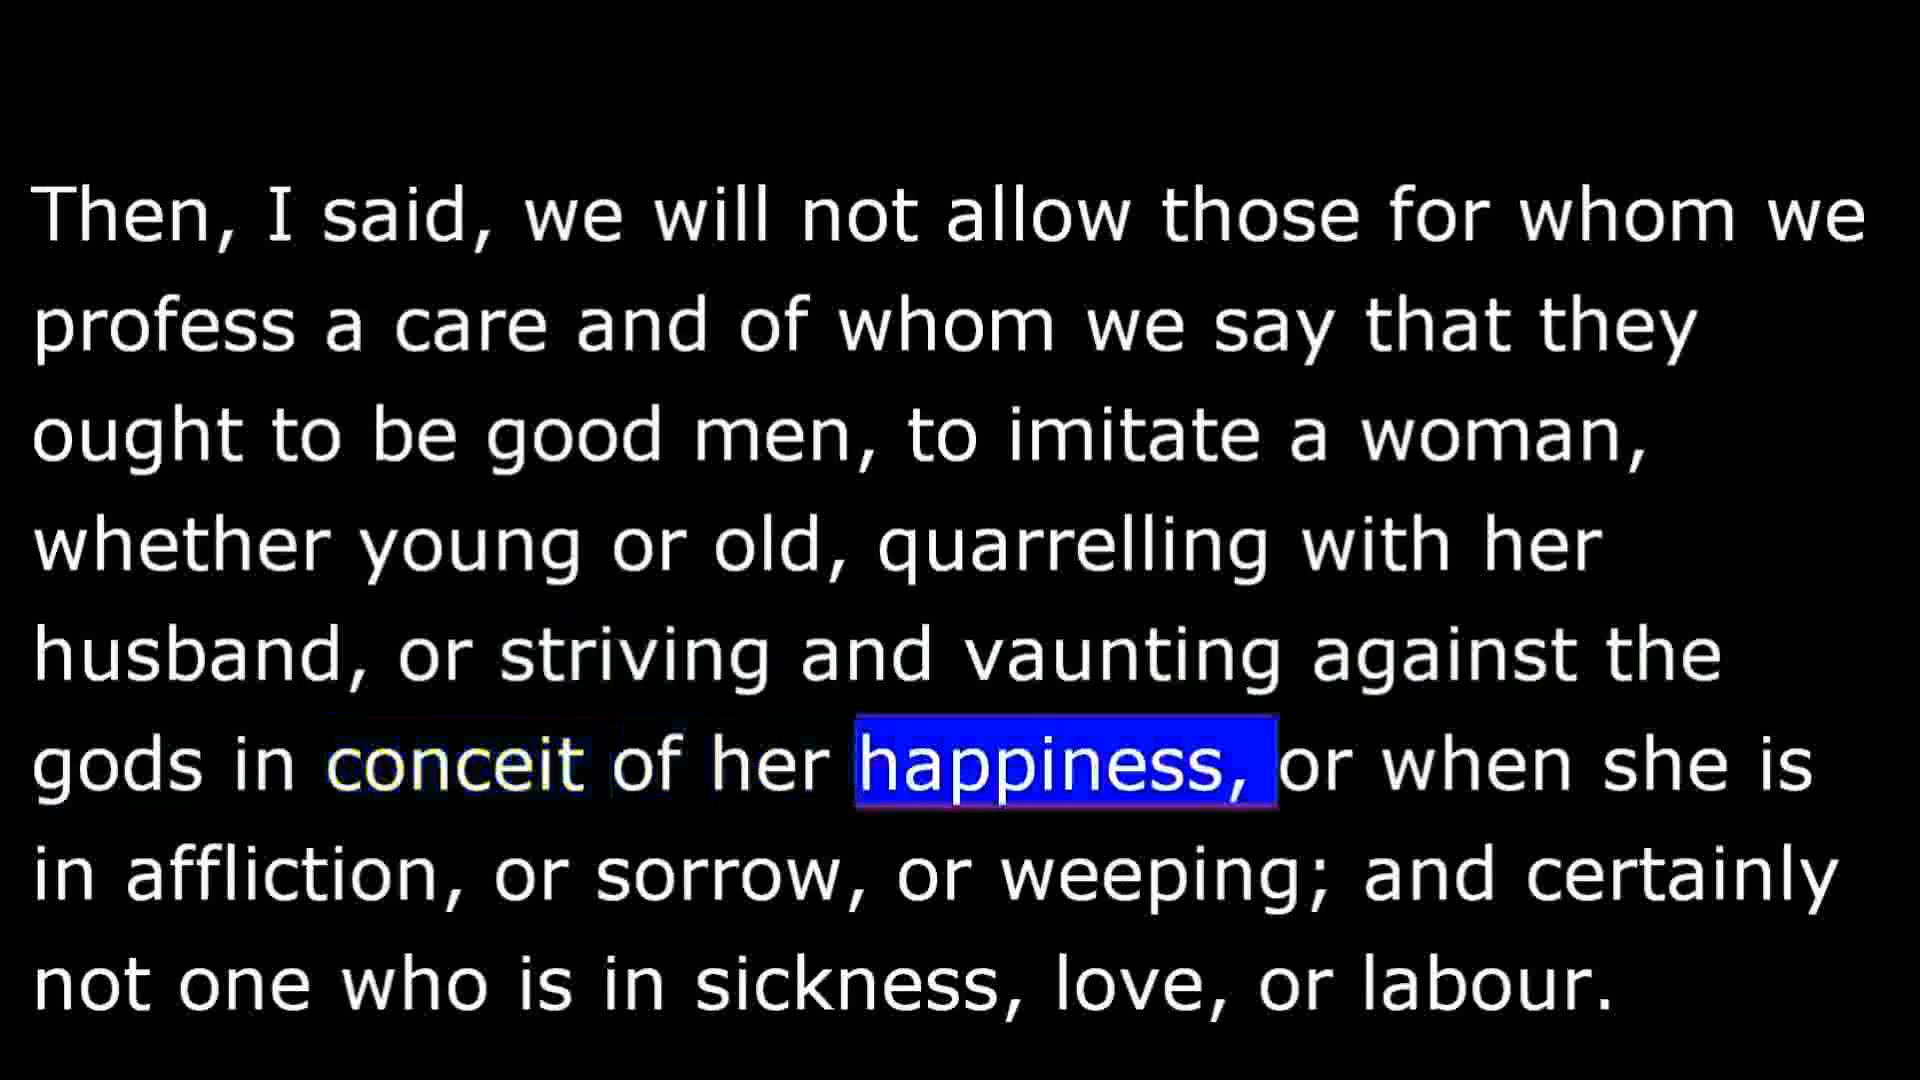 Then, I said, we will not allow those for whom we
profess a care and of whom we say that they
ought to be good men, to imitate a woman,
whether young or old, quarrelling with her
husband, or striving and vaunting against the
gods in conceit of her happiness, or when she is
in affliction, or sorrow, or weeping; and certainly
not one who is in sickness, love, or labour.